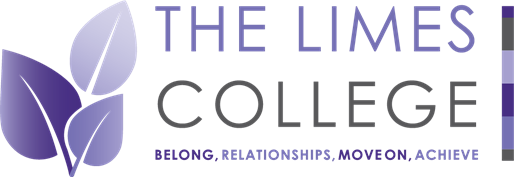 THE LIMES
COLLEGE
BELONG, RELATIONSHIPS, MOVE ON, ACHIEVE